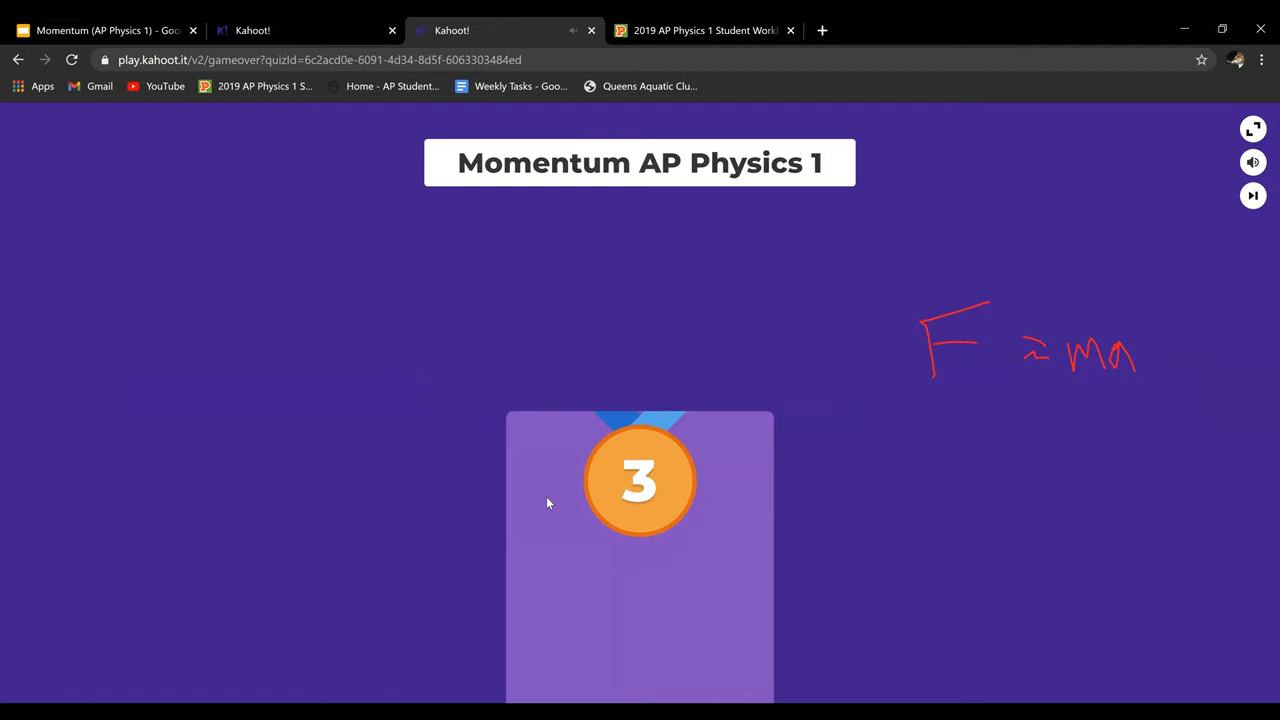 Momentum (AP Physics 1) - Goo
Kahoot!
Kahoot!
2019 AP Physics 1 Student Workb
play.kahoot.it/v2/gameover?quizId=6c2acd0e-6091-4d34-8d5f-6063303484ed
Apps
Gmail
YouTube
2019 AP Physics 1 S...
Home - AP Student...
Weekly Tasks - Goo...
Queens Aquatic Clu...
Momentum AP Physics 1
F = ma
3